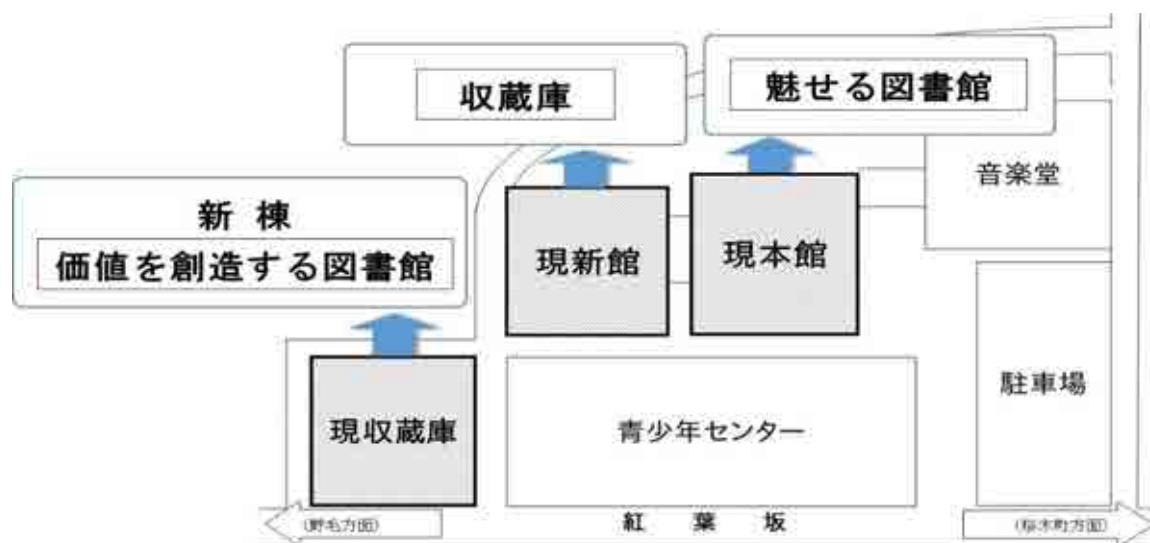 収蔵庫
魅せる図書館
新 棟
価値を創造する図書館
音楽堂
現新館
現本館
現収蔵庫
青少年センター
駐車場
(野毛方面)
紅 葉 坂
(桜木町方面)